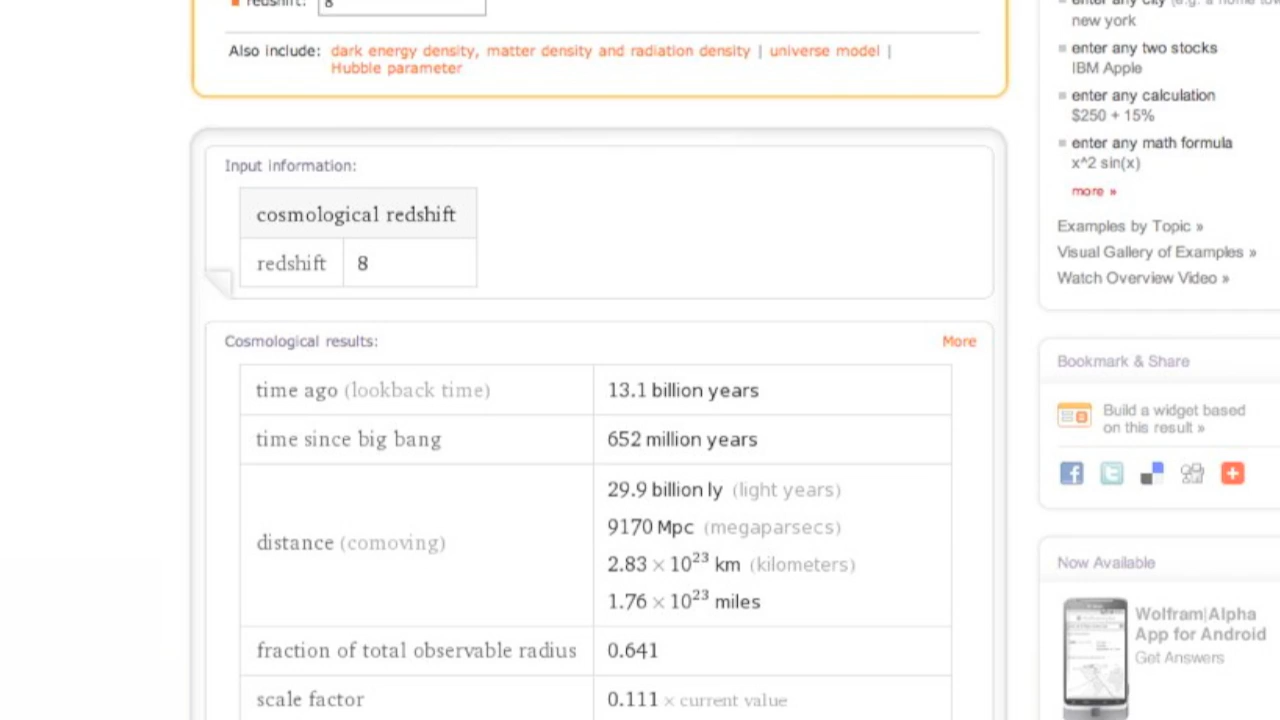 redshift: 8
Also include: dark energy density, matter density and radiation density | universe model |
Hubble parameter
Input information:
cosmological redshift
redshift 8
Cosmological results: More
time ago (lookback time) 13.1 billion years
time since big bang 652 million years
distance (comoving)
29.9 billion ly (light years)
9170 Mpc (megaparsecs)
2.83 × 10²³ km (kilometers)
1.76 × 10²³ miles
fraction of total observable radius 0.641
scale factor 0.111 × current value
enter any city (e.g. a home
new york
enter any two stocks
IBM Apple
enter any calculation
$250 + 15%
enter any math formula
x^2 sin(x)
more »
Examples by Topic »
Visual Gallery of Examples »
Watch Overview Video »
Bookmark & Share
Build a widget based
on this result »
Now Available
Wolfram|Alpha
App for Android
Get Answers